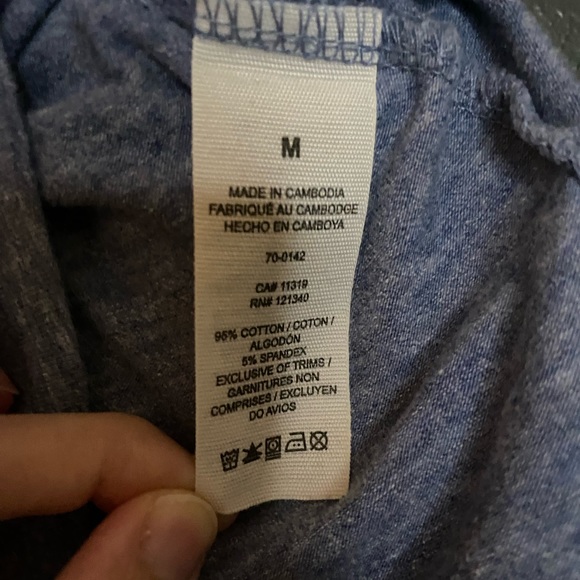 M
MADE IN CAMBODIA
FABRIQUÉ AU CAMBODGE
HECHO EN CAMBOYA
70-0142
CA# 11319
RN# 121340
95% COTTON / COTON /
ALGODÓN
5% SPANDEX
EXCLUSIVE OF TRIMS /
GARNITURES NON
COMPRISES / EXCLUYEN
DO AVIOS